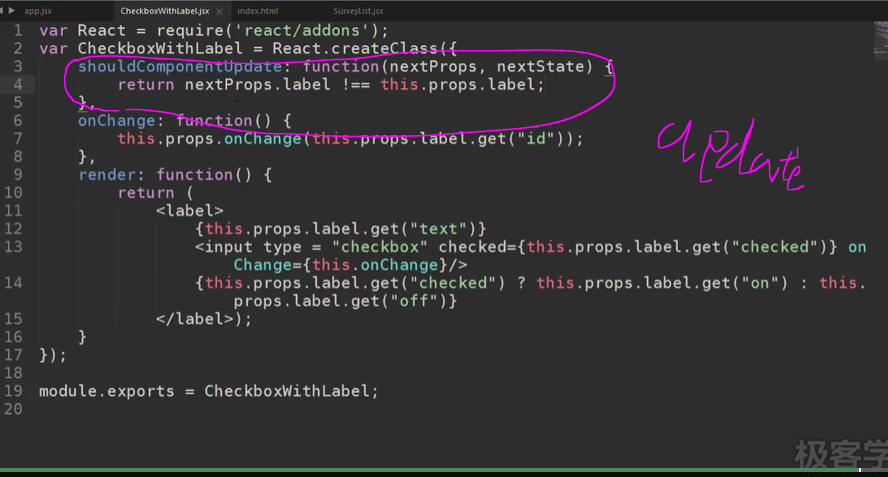 app.jsx CheckboxWithLabel.jsx × index.html SurveyList.jsx
1 var React = require('react/addons');
2 var CheckboxWithLabel = React.createClass({
3 shouldComponentUpdate: function(nextProps, nextState) {
4 return nextProps.label !== this.props.label;
5 },
6 onChange: function() {
7 this.props.onChange(this.props.label.get("id"));
8 },
9 render: function() {
10 return (
11 <label>
12 {this.props.label.get("text")}
13 <input type = "checkbox" checked={this.props.label.get("checked")} on
Change={this.onChange}/>
14 {this.props.label.get("checked") ? this.props.label.get("on") : this.
props.label.get("off")}
15 </label>);
16 }
17 });
18
19 module.exports = CheckboxWithLabel;
20
update
极客学